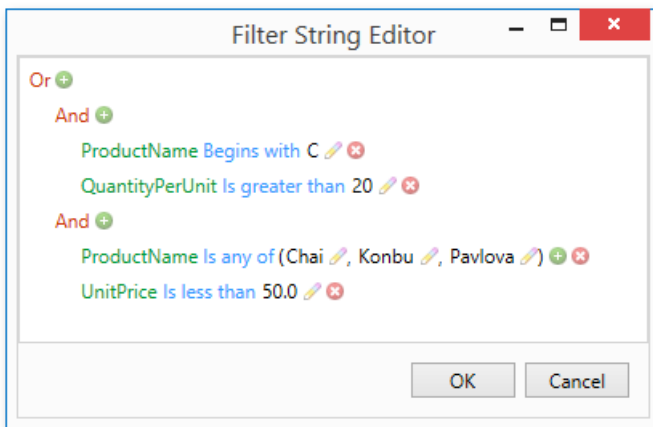 Filter String Editor
Or
And
ProductName Begins with C
QuantityPerUnit Is greater than 20
And
ProductName Is any of (Chai , Konbu , Pavlova )
UnitPrice Is less than 50.0
OK Cancel